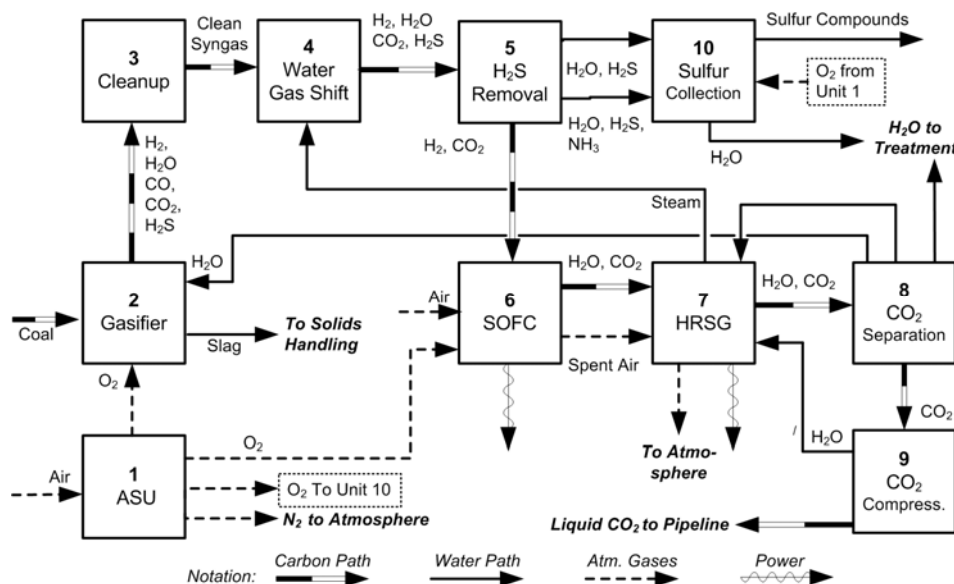 Clean
Syngas
H₂, H₂O
CO₂, H₂S
Sulfur Compounds
3
Cleanup
4
Water
Gas Shift
5
H₂S
Removal
H₂O, H₂S
H₂O, H₂S,
NH₃
10
Sulfur
Collection
O₂ from
Unit 1
H₂O
H₂O to
Treatment
H₂,
H₂O
CO,
CO₂,
H₂S
H₂, CO₂
Steam
H₂O
2
Gasifier
Coal
Slag
To Solids
Handling
O₂
Air
6
SOFC
H₂O, CO₂
Spent Air
7
HRSG
H₂O, CO₂
8
CO₂
Separation
CO₂
To Atmo-
sphere
/
H₂O
9
CO₂
Compress.
Air
1
ASU
O₂
O₂ To Unit 10
N₂ to Atmosphere
Liquid CO₂ to Pipeline
Notation:
Carbon Path
Water Path
Atm. Gases
Power